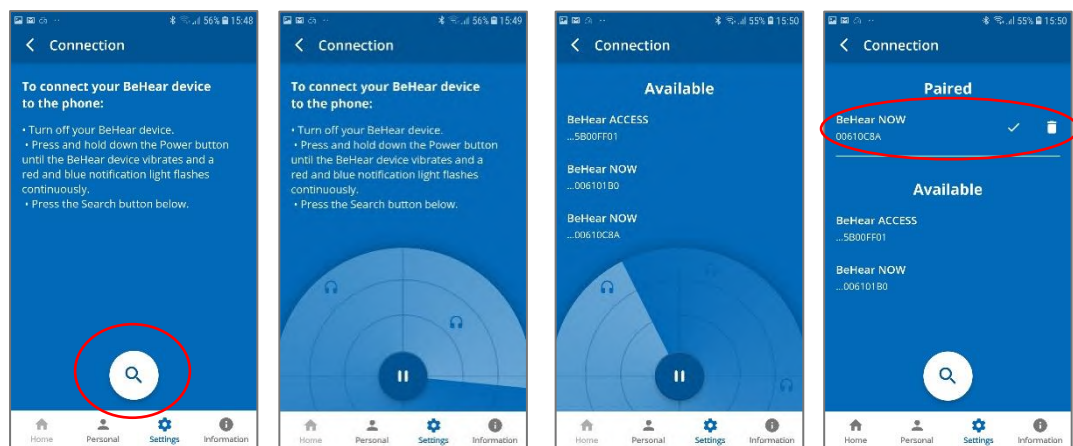 56% 15:48
Connection
To connect your BeHear device
to the phone:
• Turn off your BeHear device.
• Press and hold down the Power button
until the BeHear device vibrates and a
red and blue notification light flashes
continuously.
• Press the Search button below.
Home Personal Settings Information
56% 15:49
Connection
To connect your BeHear device
to the phone:
• Turn off your BeHear device.
• Press and hold down the Power button
until the BeHear device vibrates and a
red and blue notification light flashes
continuously.
• Press the Search button below.
Home Personal Settings Information
55% 15:50
Connection
Available
BeHear ACCESS
...5B00FF01
BeHear NOW
...006101B0
BeHear NOW
...00610C8A
Home Personal Settings Information
55% 15:50
Connection
Paired
BeHear NOW
00610C8A
Available
BeHear ACCESS
...5B00FF01
BeHear NOW
...006101B0
Home Personal Settings Information